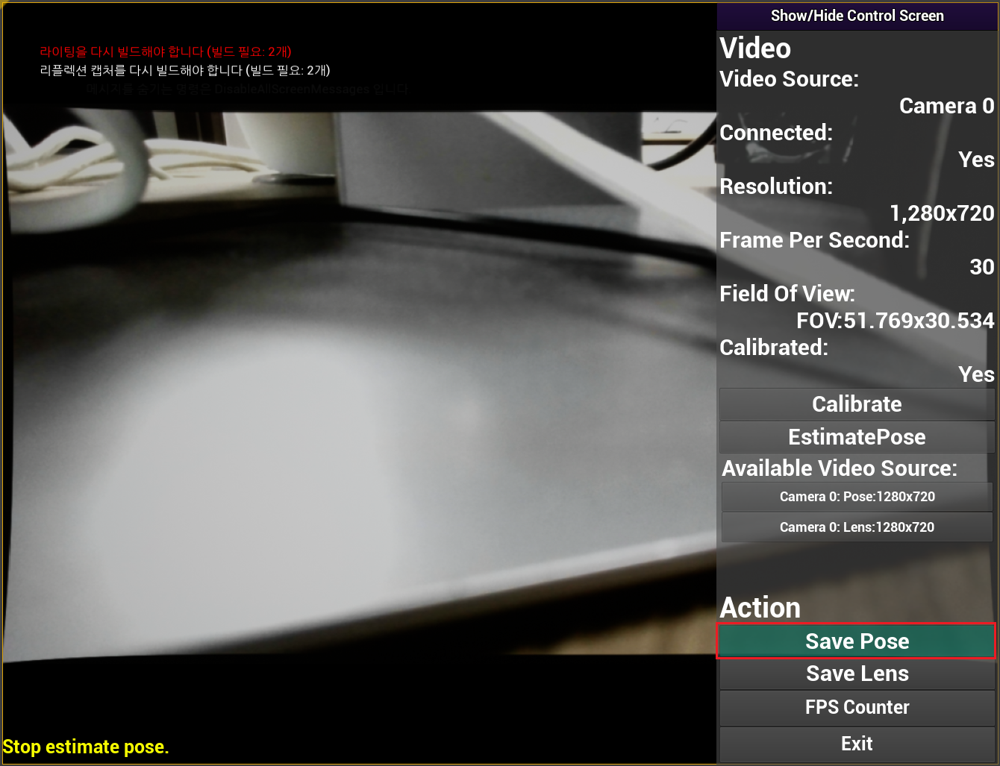 라이팅을 다시 빌드해야 합니다 (빌드 필요: 2개)
리플렉션 캡처를 다시 빌드해야 합니다 (빌드 필요: 2개)
메시지를 숨기는 명령은 DisableAllScreenMessages 입니다
Stop estimate pose.
Show/Hide Control Screen
Video
Video Source:
Camera 0
Connected:
Yes
Resolution:
1,280x720
Frame Per Second:
30
Field Of View:
FOV:51.769x30.534
Calibrated:
Yes
Calibrate
EstimatePose
Available Video Source:
Camera 0: Pose:1280x720
Camera 0: Lens:1280x720
Action
Save Pose
Save Lens
FPS Counter
Exit